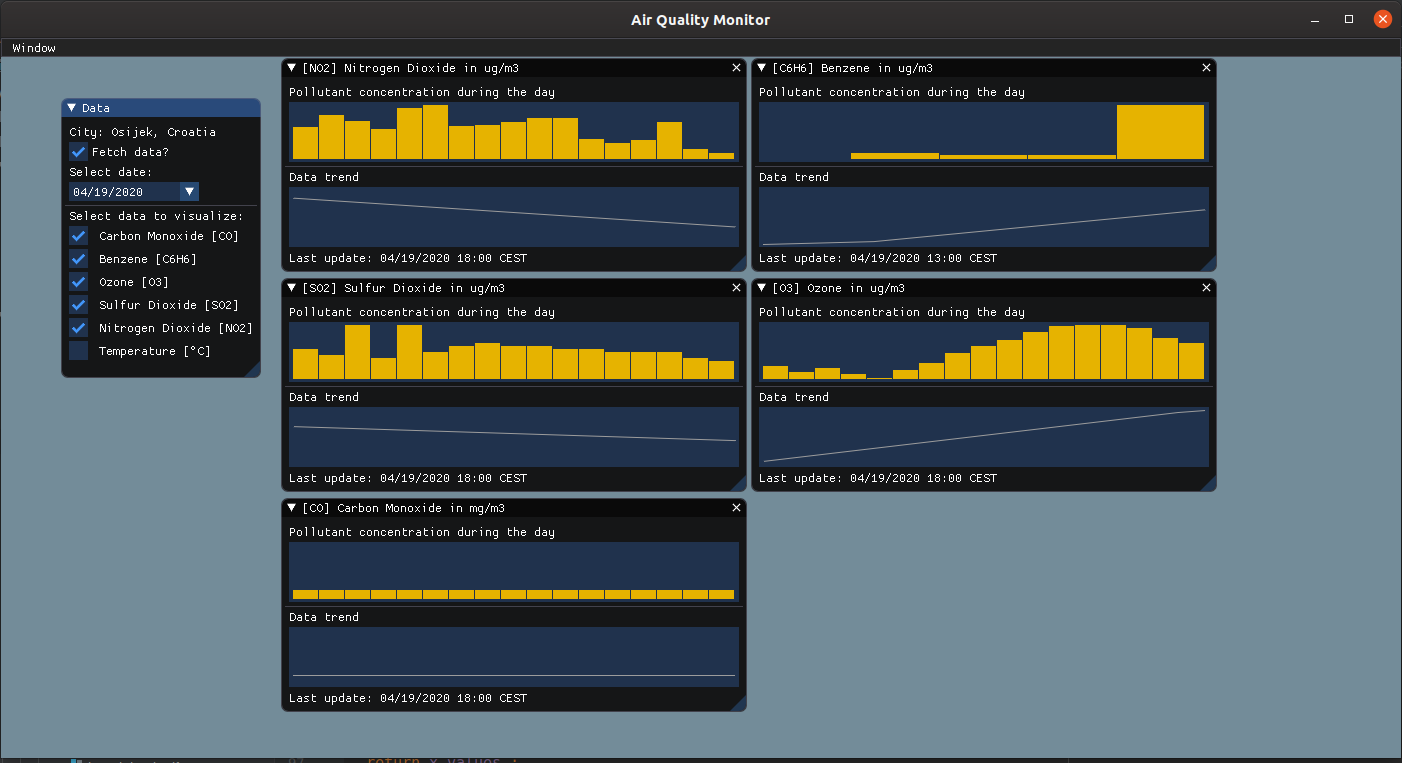 Air Quality Monitor
Window
Data
City: Osijek, Croatia
Fetch data?
Select date:
04/19/2020
Select data to visualize:
Carbon Monoxide [CO]
Benzene [C6H6]
Ozone [O3]
Sulfur Dioxide [SO2]
Nitrogen Dioxide [NO2]
Temperature [°C]
[NO2] Nitrogen Dioxide in ug/m3
Pollutant concentration during the day
Data trend
Last update: 04/19/2020 18:00 CEST
[C6H6] Benzene in ug/m3
Pollutant concentration during the day
Data trend
Last update: 04/19/2020 13:00 CEST
[SO2] Sulfur Dioxide in ug/m3
Pollutant concentration during the day
Data trend
Last update: 04/19/2020 18:00 CEST
[O3] Ozone in ug/m3
Pollutant concentration during the day
Data trend
Last update: 04/19/2020 18:00 CEST
[CO] Carbon Monoxide in mg/m3
Pollutant concentration during the day
Data trend
Last update: 04/19/2020 18:00 CEST
return x_values ;